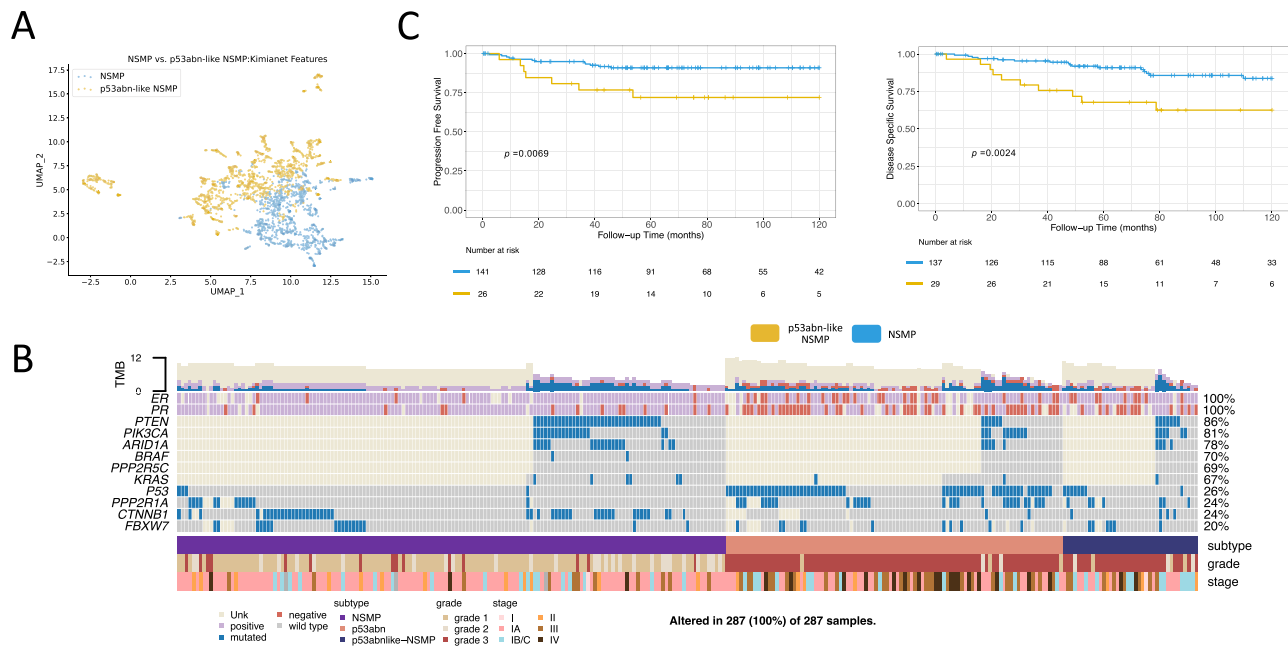 A
NSMP vs. p53abn-like NSMP:Kimianet Features
NSMP
p53abn-like NSMP
17.5
15.0
12.5
10.0
7.5
5.0
2.5
0.0
−2.5
UMAP_2
−2.5 0.0 2.5 5.0 7.5 10.0 12.5 15.0
UMAP_1
C
1.00
0.75
0.50
0.25
0.00
Progression Free Survival
p =0.0069
0 20 40 60 80 100 120
Follow−up Time (months)
Number at risk
141 128 116 91 68 55 42
26 22 19 14 10 6 5
1.00
0.75
0.50
0.25
0.00
Disease Specific Survival
p =0.0024
0 20 40 60 80 100 120
Follow−up Time (months)
Number at risk
137 126 115 88 61 48 33
29 26 21 15 11 7 6
p53abn-like
NSMP
NSMP
B
12
TMB
0
ER 100%
PR 100%
PTEN 86%
PIK3CA 81%
ARID1A 78%
BRAF 70%
PPP2R5C 69%
KRAS 67%
P53 26%
PPP2R1A 24%
CTNNB1 24%
FBXW7 20%
subtype
grade
stage
Unk
positive
mutated
negative
wild type
subtype
NSMP
p53abn
p53abnlike−NSMP
grade
grade 1
grade 2
grade 3
stage
I
IA
IB/C
II
III
IV
Altered in 287 (100%) of 287 samples.